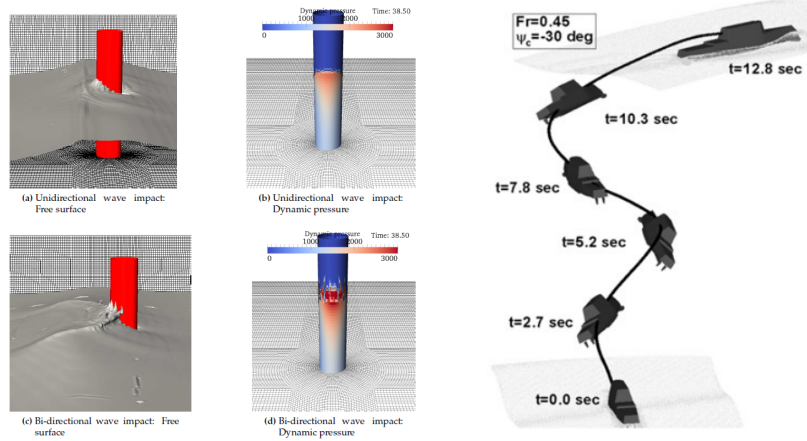 Dynamic pressure Time: 38.50
1000 2000
0 3000
(a) Unidirectional wave impact:
Free surface
(b) Unidirectional wave impact:
Dynamic pressure
Dynamic pressure Time: 38.50
1000 2000
0 3000
(c) Bi-directional wave impact: Free
surface
(d) Bi-directional wave impact:
Dynamic pressure
Fr=0.45
ψc=-30 deg
t=12.8 sec
t=10.3 sec
t=7.8 sec
t=5.2 sec
t=2.7 sec
t=0.0 sec